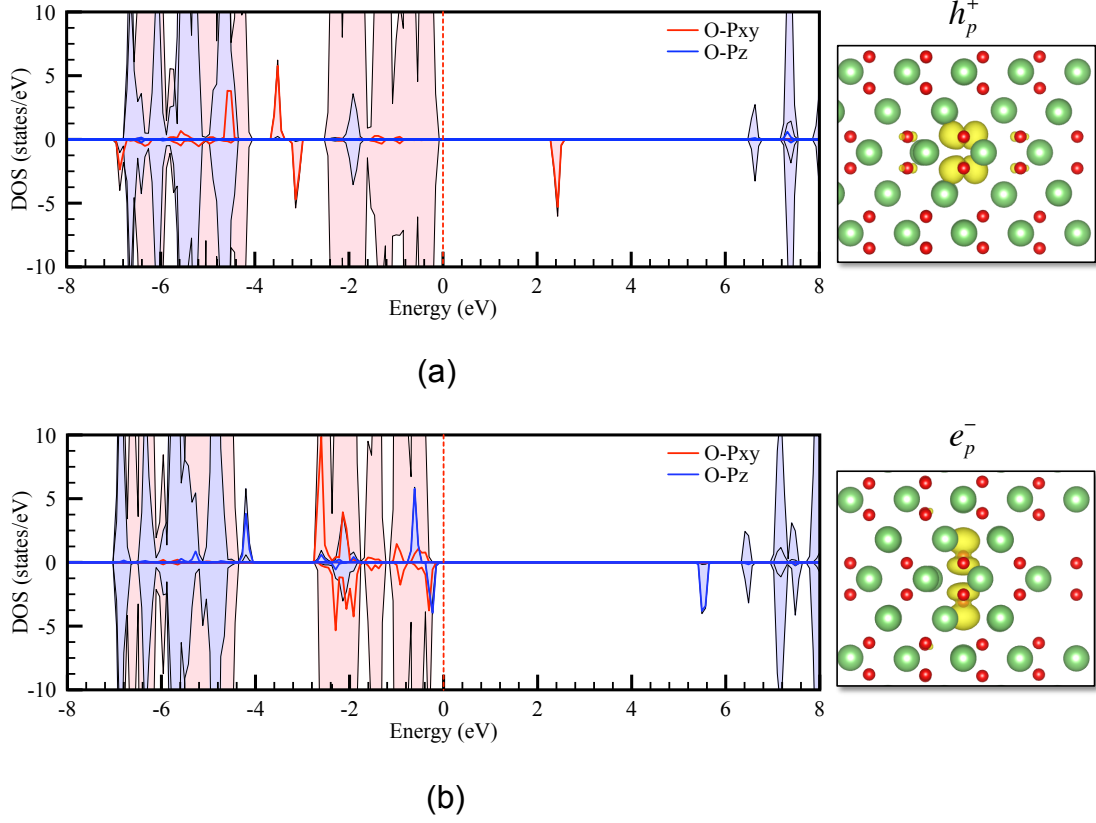 h_p^+
10
5
0
-5
-10
DOS (states/eV)
O-Pxy
O-Pz
-8 -6 -4 -2 0 2 4 6 8
Energy (eV)
(a)
e_p^-
10
5
0
-5
-10
DOS (states/eV)
O-Pxy
O-Pz
-8 -6 -4 -2 0 2 4 6 8
Energy (eV)
(b)